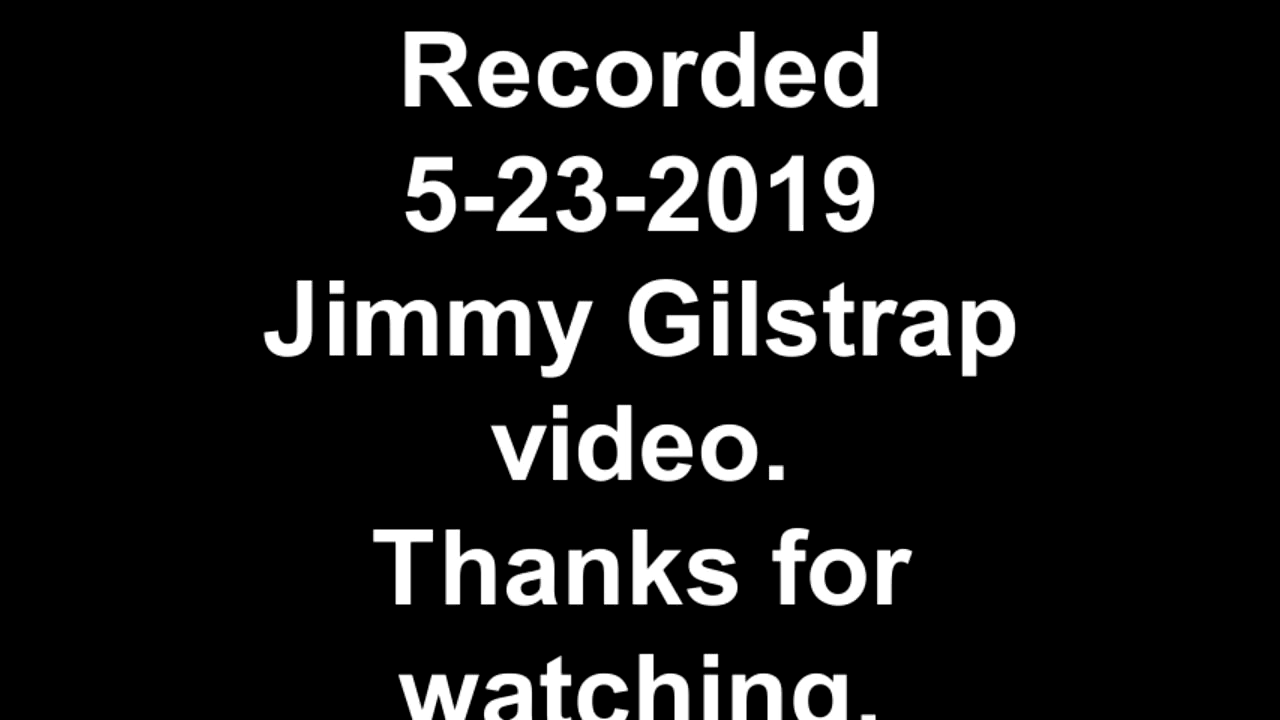 Recorded
5-23-2019
Jimmy Gilstrap
video.
Thanks for
watching.